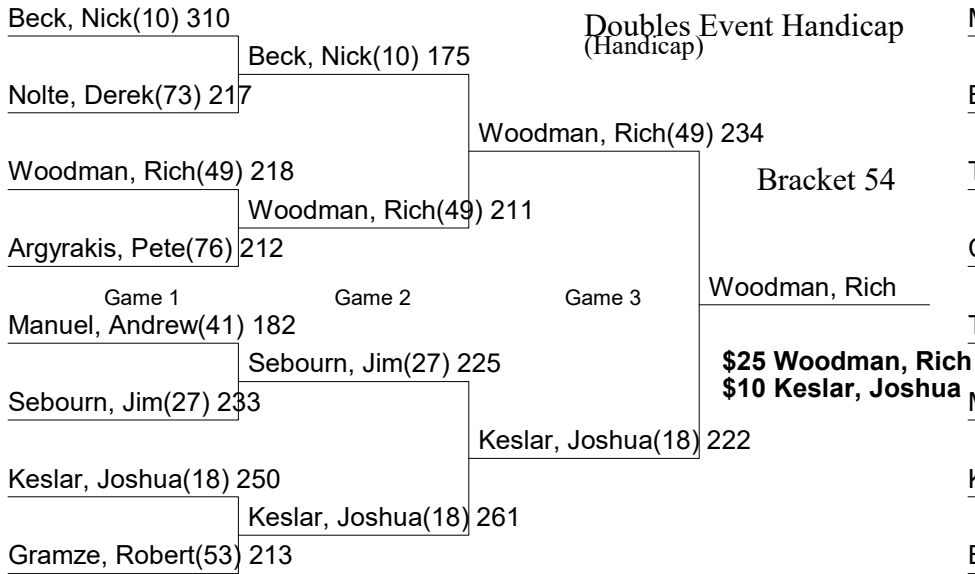 Beck, Nick(10) 310
Doubles Event Handicap
(Handicap)
Beck, Nick(10) 175
Nolte, Derek(73) 217
Woodman, Rich(49) 234
Woodman, Rich(49) 218
Bracket 54
Woodman, Rich(49) 211
Argyrakis, Pete(76) 212
Game 1
Game 2
Game 3
Woodman, Rich
Manuel, Andrew(41) 182
Sebourn, Jim(27) 225
$25 Woodman, Rich
$10 Keslar, Joshua
Sebourn, Jim(27) 233
Keslar, Joshua(18) 222
Keslar, Joshua(18) 250
Keslar, Joshua(18) 261
Gramze, Robert(53) 213